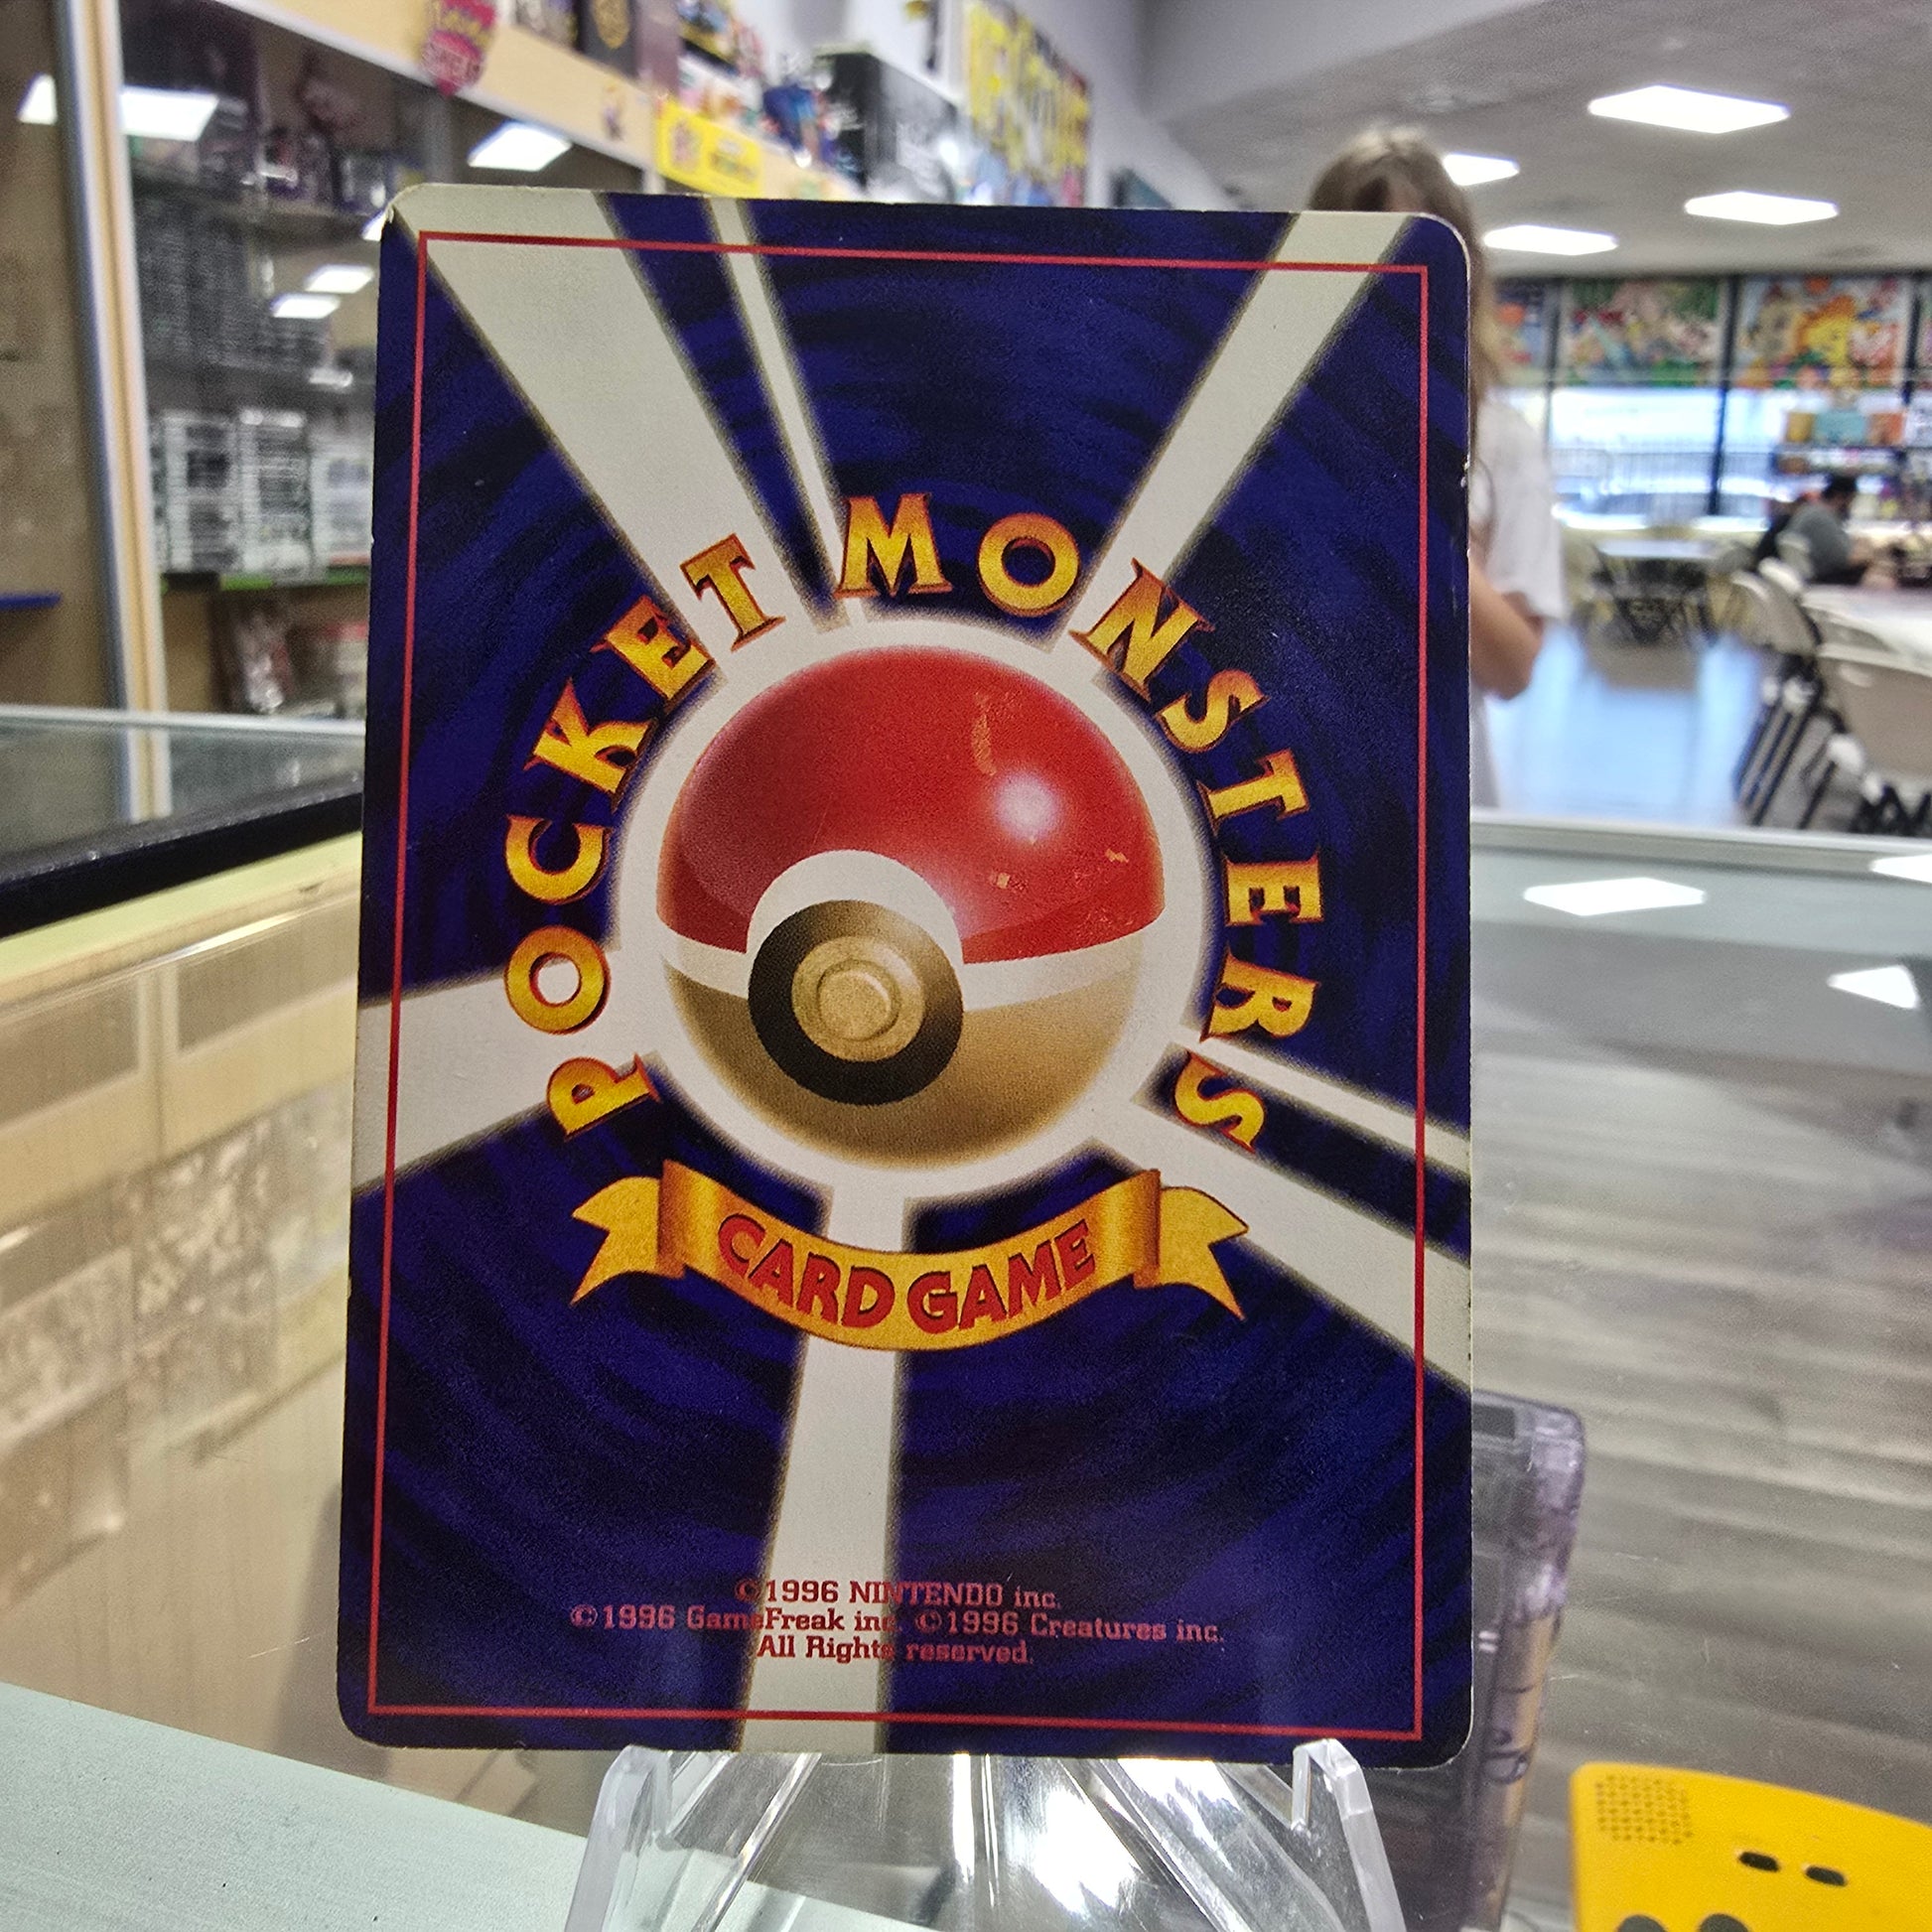 POCKET MONSTERS
CARD GAME
©1996 NINTENDO inc.
©1996 GameFreak inc. ©1996 Creatures inc.
All Rights reserved.